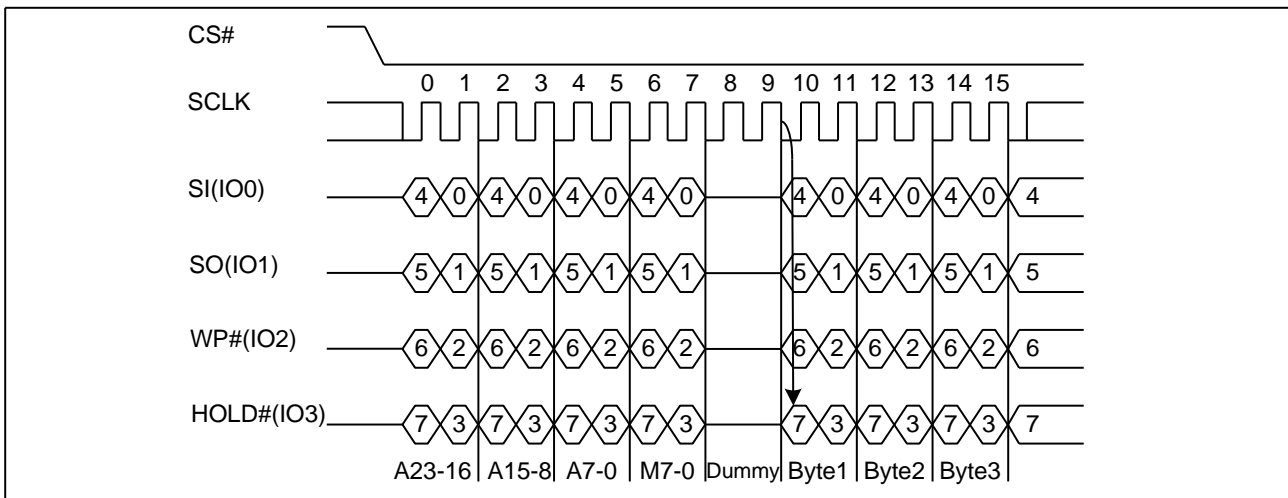 CS#
0 1 2 3 4 5 6 7 8 9 10 11 12 13 14 15
SCLK
SI(IO0) 4 0 4 0 4 0 4 0 4 0 4 0 4 0 4
SO(IO1) 5 1 5 1 5 1 5 1 5 1 5 1 5 1 5
WP#(IO2) 6 2 6 2 6 2 6 2 6 2 6 2 6 2 6
HOLD#(IO3) 7 3 7 3 7 3 7 3 7 3 7 3 7 3 7
A23-16 A15-8 A7-0 M7-0 Dummy Byte1 Byte2 Byte3